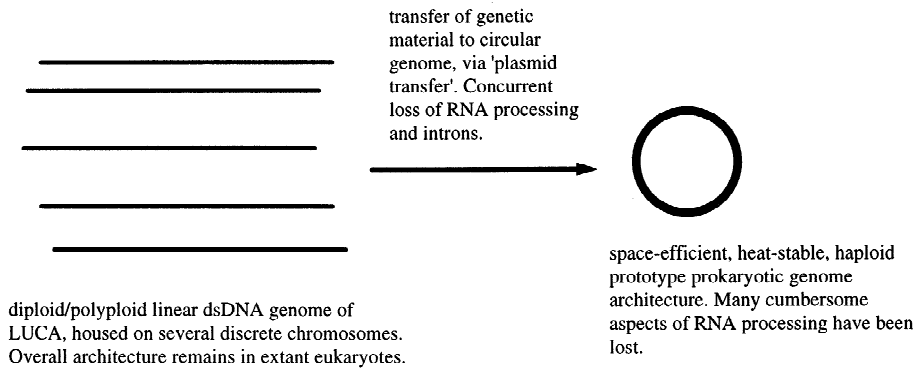 transfer of genetic
material to circular
genome, via 'plasmid
transfer'. Concurrent
loss of RNA processing
and introns.
diploid/polyploid linear dsDNA genome of
LUCA, housed on several discrete chromosomes.
Overall architecture remains in extant eukaryotes.
space-efficient, heat-stable, haploid
prototype prokaryotic genome
architecture. Many cumbersome
aspects of RNA processing have been
lost.